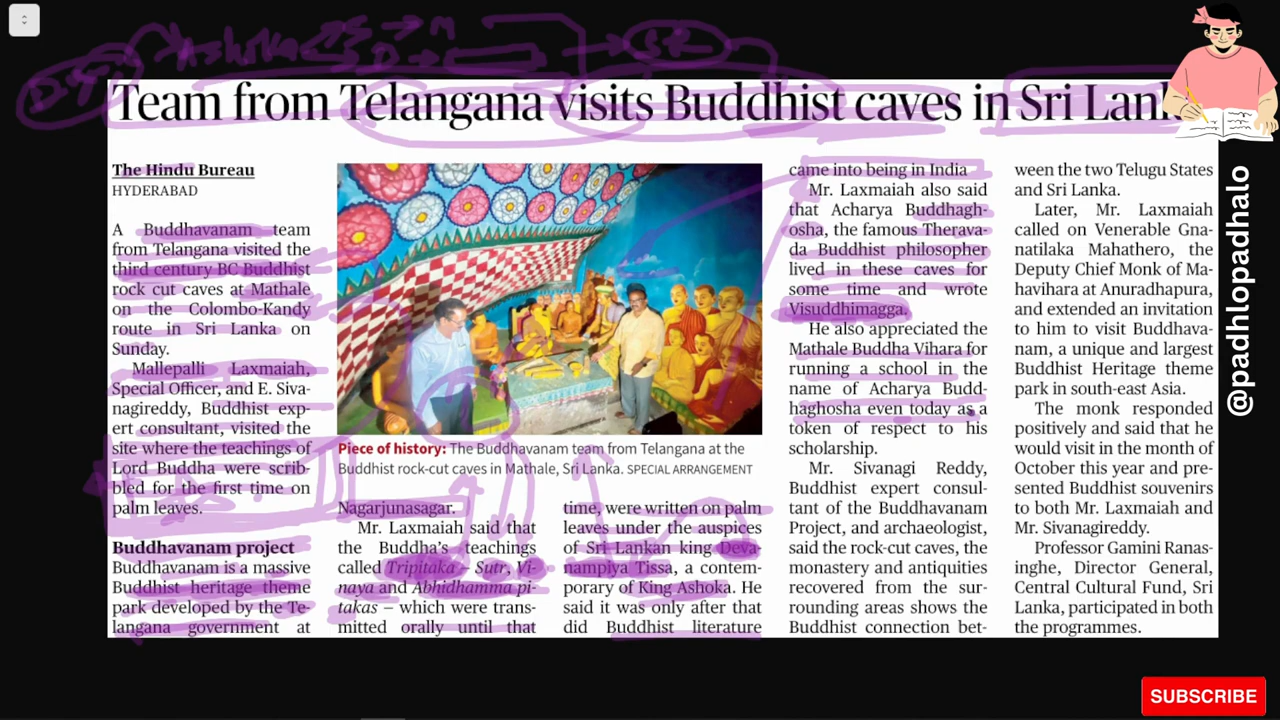 Team from Telangana visits Buddhist caves in Sri Lan
The Hindu Bureau
HYDERABAD
A Buddhavanam team
from Telangana visited the
third century BC Buddhist
rock cut caves at Mathale
on the Colombo-Kandy
route in Sri Lanka on
Sunday.
Mallepalli Laxmaiah,
Special Officer, and E. Siva-
nagireddy, Buddhist exp-
ert consultant, visited the
site where the teachings of
Lord Buddha were scrib-
bled for the first time on
palm leaves.
Buddhavanam project
Buddhavanam is a massive
Buddhist heritage theme
park developed by the Te-
langana government at
Piece of history: The Buddhavanam team from Telangana at the
Buddhist rock-cut caves in Mathale, Sri Lanka. SPECIAL ARRANGEMENT
Nagarjunasagar.
Mr. Laxmaiah said that
the Buddha's teachings
called Tripitaka – Sutr, Vi-
naya and Abhidhamma pi-
takas – which were trans-
mitted orally until that
time, were written on palm
leaves under the auspices
of Sri Lankan king Deva-
nampiya Tissa, a contem-
porary of King Ashoka. He
said it was only after that
did Buddhist literature
came into being in India
Mr. Laxmaiah also said
that Acharya Buddhagh-
osha, the famous Therava-
da Buddhist philosopher
lived in these caves for
some time and wrote
Visuddhimagga.
He also appreciated the
Mathale Buddha Vihara for
running a school in the
name of Acharya Budd-
haghosha even today as a
token of respect to his
scholarship.
Mr. Sivanagi Reddy,
Buddhist expert consul-
tant of the Buddhavanam
Project, and archaeologist,
said the rock-cut caves, the
monastery and antiquities
recovered from the sur-
rounding areas shows the
Buddhist connection bet-
ween the two Telugu States
and Sri Lanka.
Later, Mr. Laxmaiah
called on Venerable Gna-
natilaka Mahathero, the
Deputy Chief Monk of Ma-
havihara at Anuradhapura,
and extended an invitation
to him to visit Buddhava-
nam, a unique and largest
Buddhist Heritage theme
park in south-east Asia.
The monk responded
positively and said that he
would visit in the month of
October this year and pre-
sented Buddhist souvenirs
to both Mr. Laxmaiah and
Mr. Sivanagireddy.
Professor Gamini Ranas-
inghe, Director General,
Central Cultural Fund, Sri
Lanka, participated in both
the programmes.
@padhlopadhalo
SUBSCRIBE